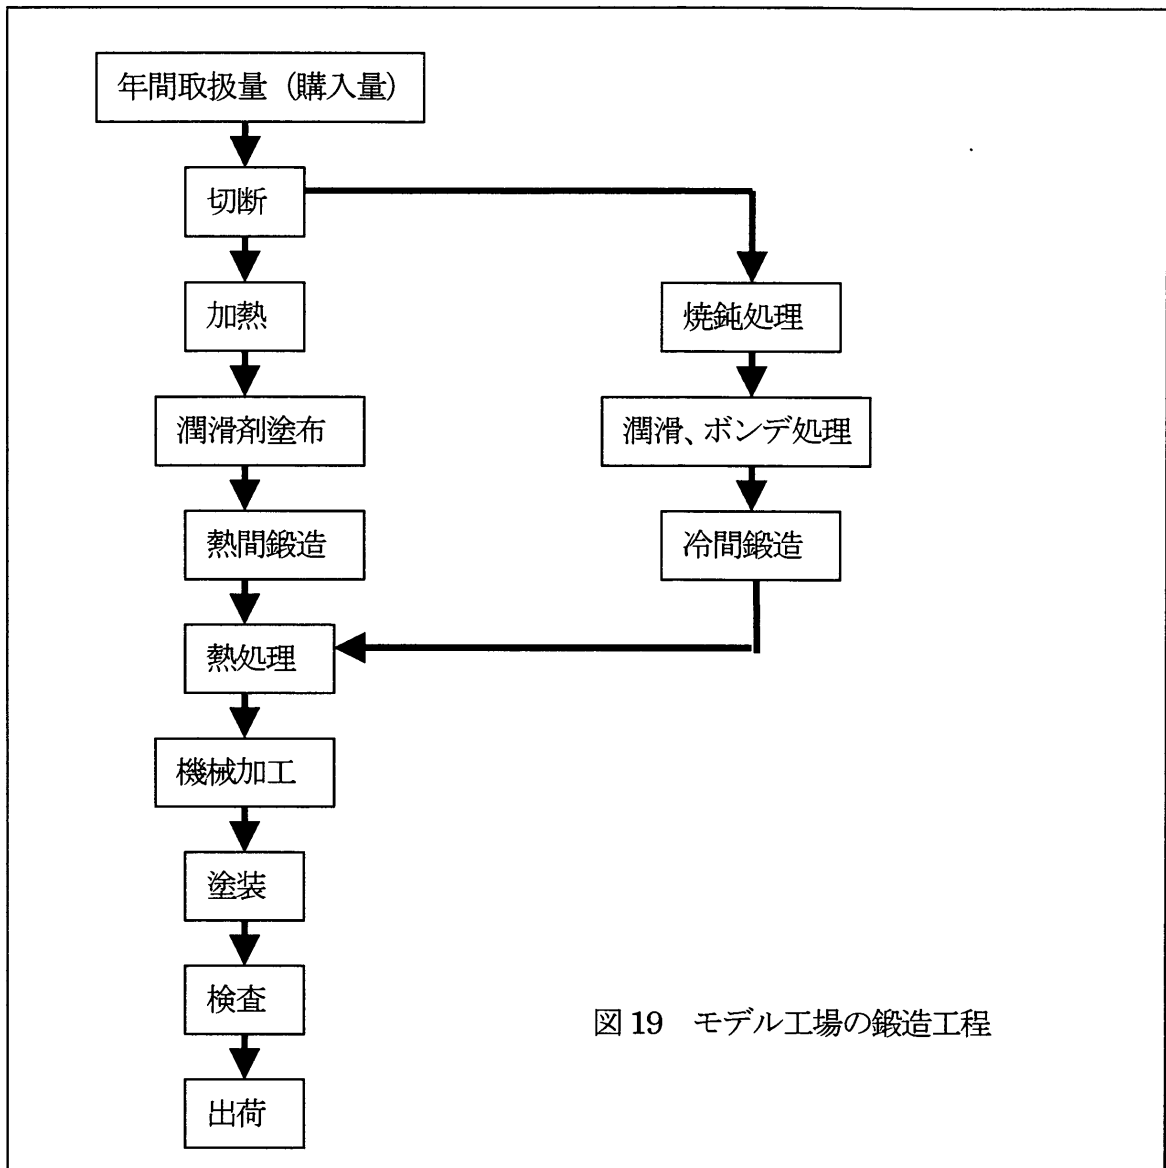 年間取扱量（購入量）
切断
加熱
焼鈍処理
潤滑剤塗布
潤滑、ボンデ処理
熱間鍛造
冷間鍛造
熱処理
機械加工
塗装
検査
図19　モデル工場の鍛造工程
出荷